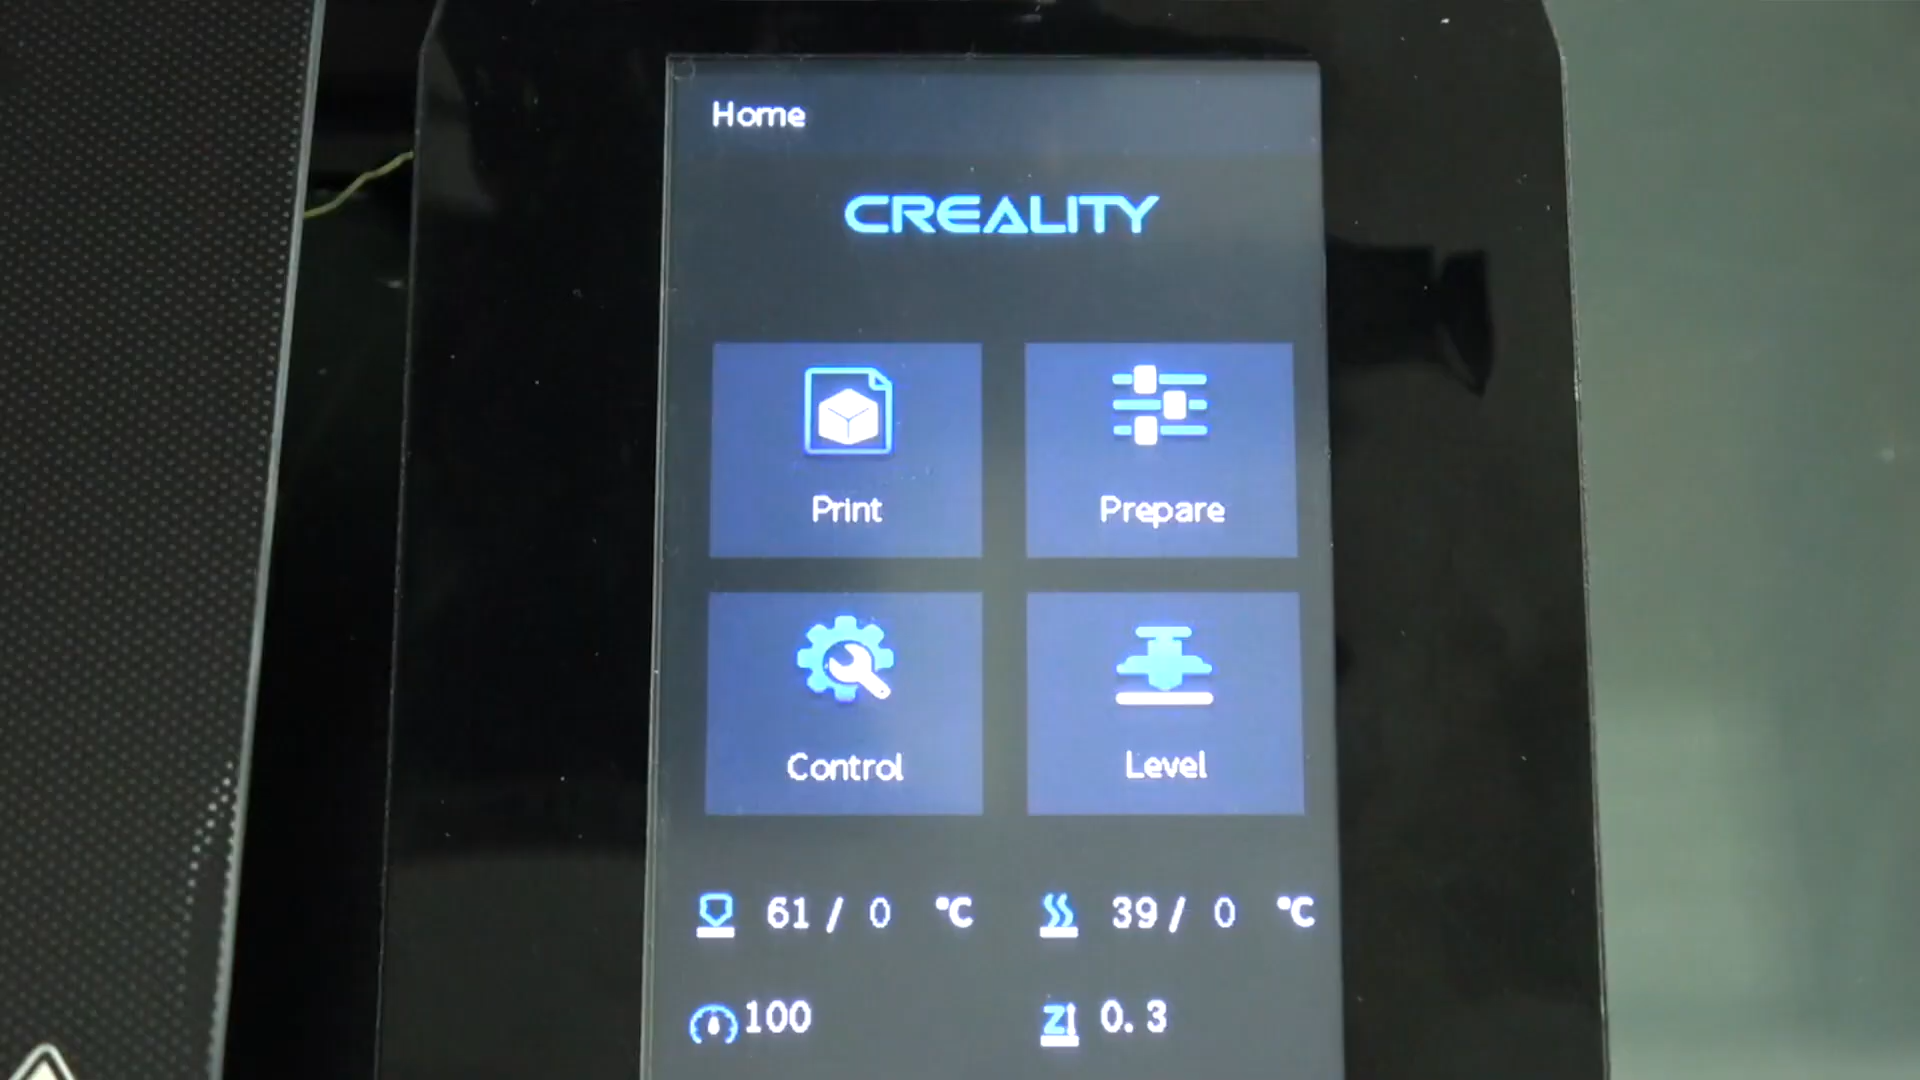 Home
CREALITY
Print
Prepare
Control
Level
61 / 0 °C
39 / 0 °C
100
Z
0.3